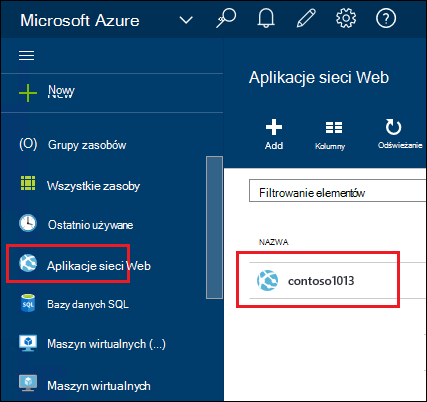 Microsoft Azure
Nowy
Grupy zasobów
Wszystkie zasoby
Ostatnio używane
Aplikacje sieci Web
Bazy danych SQL
Maszyn wirtualnych (...)
Maszyn wirtualnych
Aplikacje sieci Web
Add
Kolumny
Odświeżanie
Filtrowanie elementów
NAZWA
contoso1013